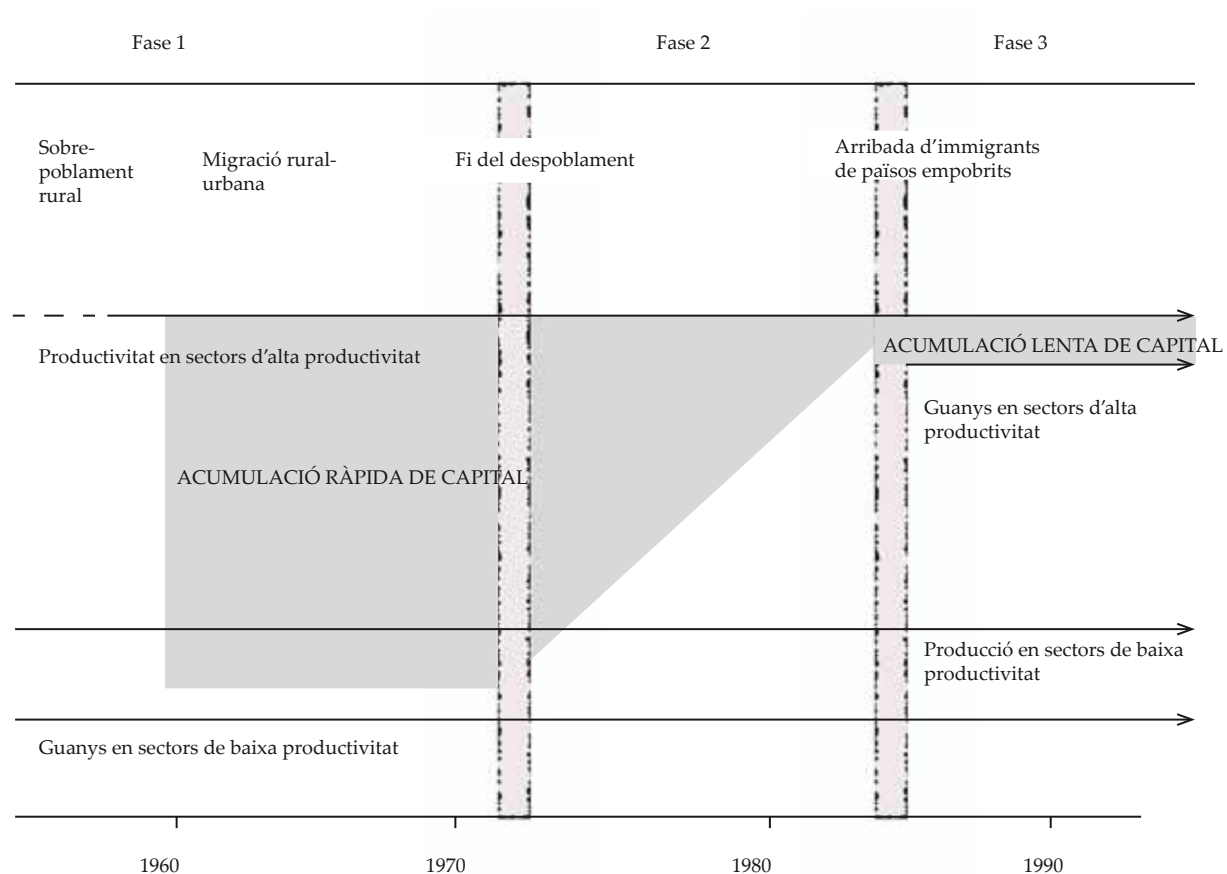 Fase 1
Fase 2
Fase 3
Sobre-
poblament
rural
Migració rural-
urbana
Fi del despoblament
Arribada d’immigrants
de països empobrits
Productivitat en sectors d’alta productivitat
ACUMULACIÓ LENTA DE CAPITAL
Guanys en sectors d’alta
productivitat
ACUMULACIÓ RÀPIDA DE CAPITAL
Producció en sectors de baixa
productivitat
Guanys en sectors de baixa productivitat
1960
1970
1980
1990